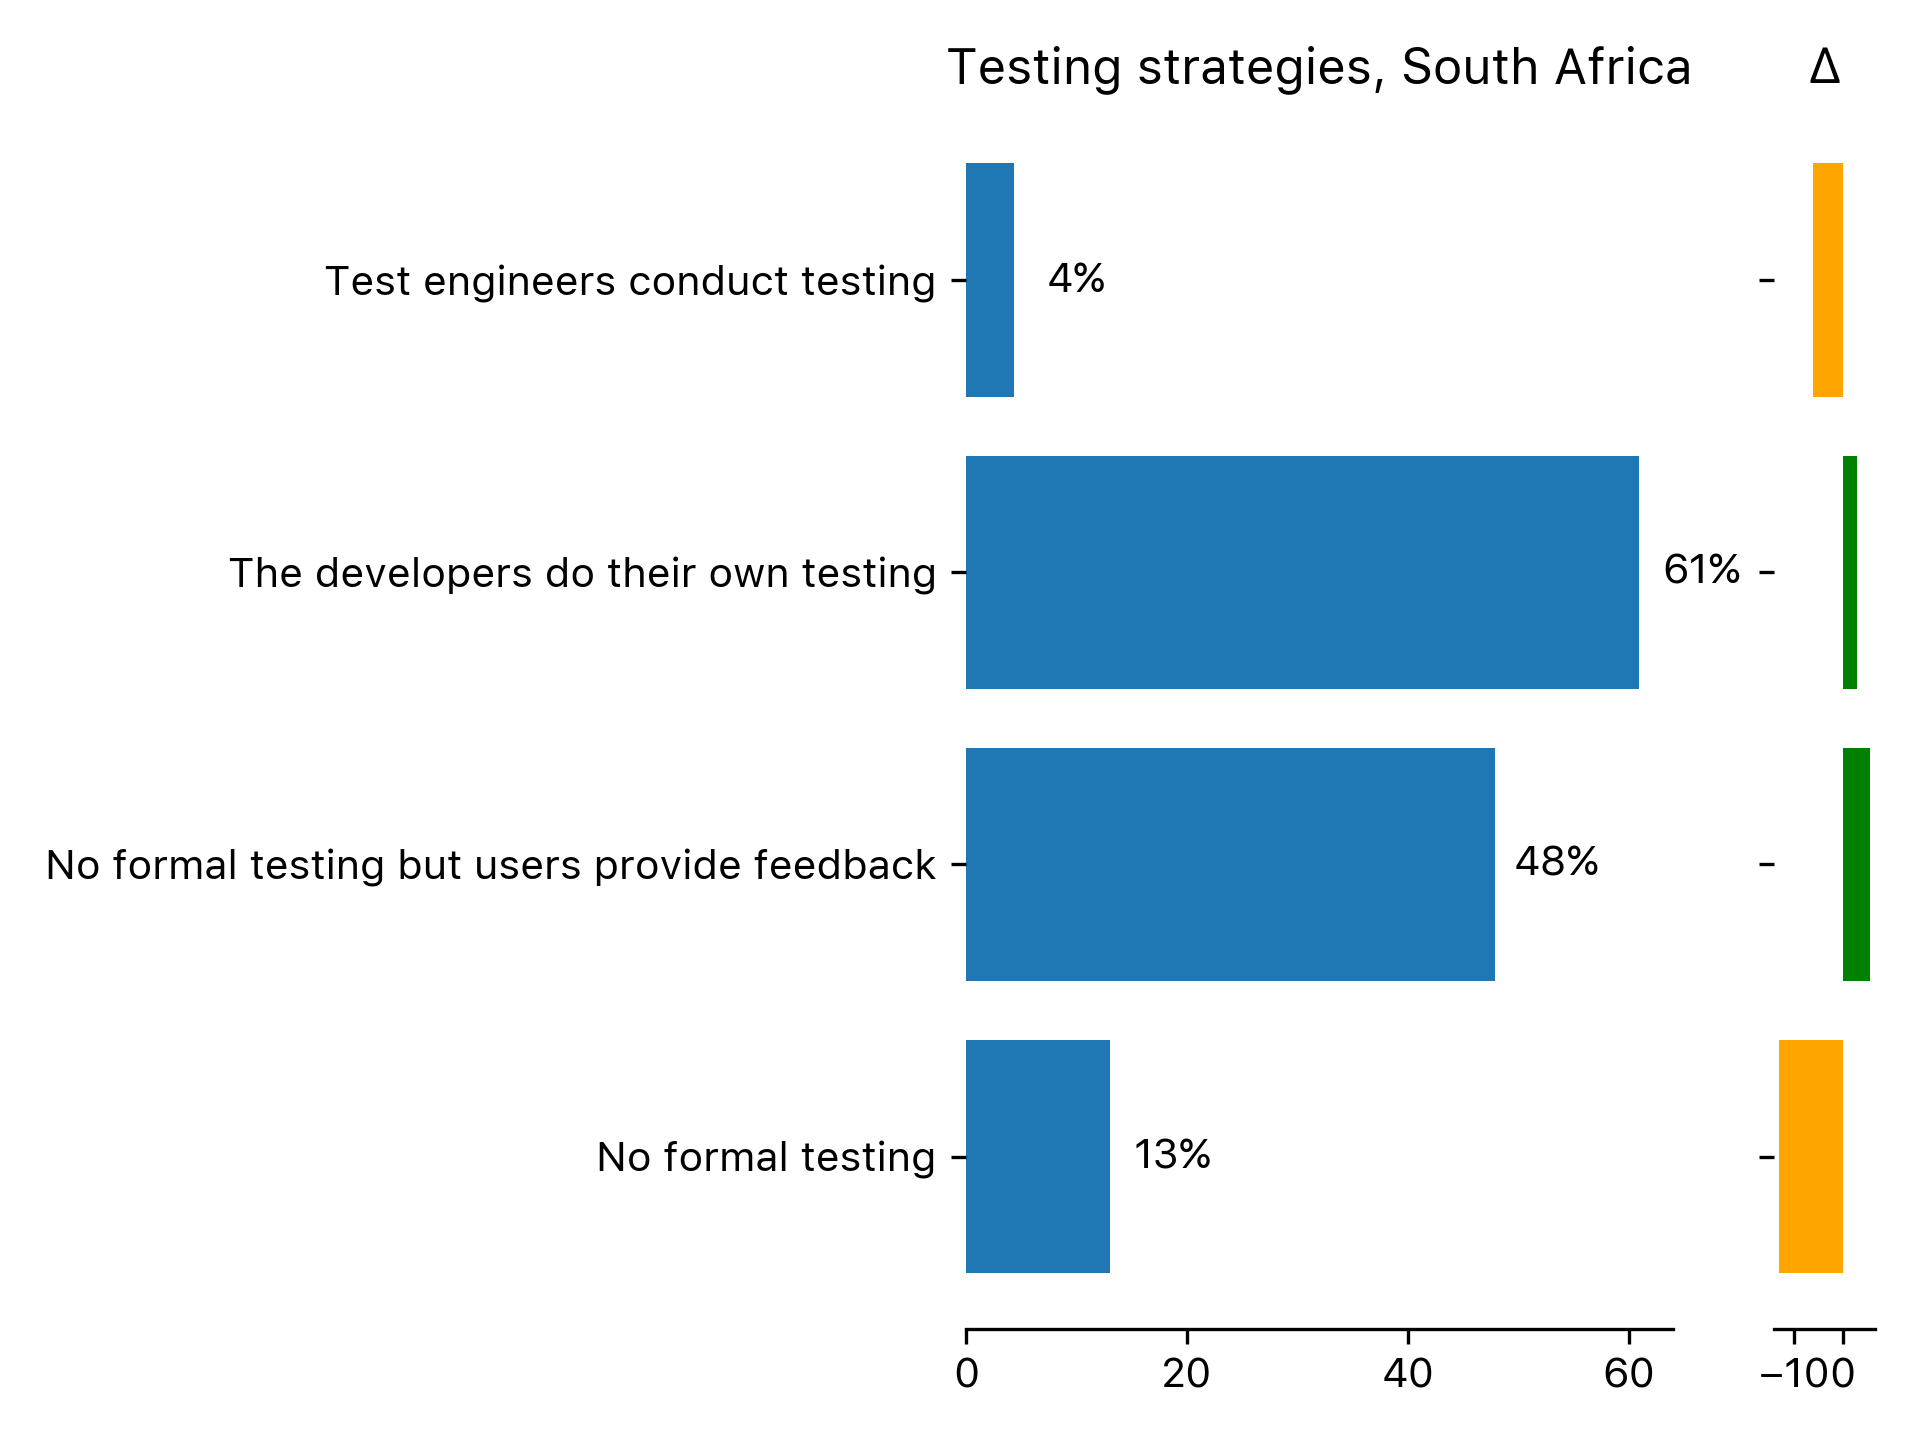 Testing strategies, South Africa Δ
Test engineers conduct testing 4%
The developers do their own testing 61%
No formal testing but users provide feedback 48%
No formal testing 13%
0 20 40 60 −10 0